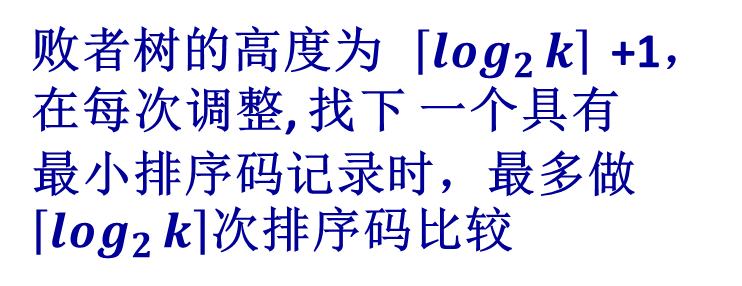 败者树的高度为 ⌈log₂ k⌉ +1，
在每次调整, 找下 一个具有
最小排序码记录时，最多做
⌈log₂ k⌉次排序码比较